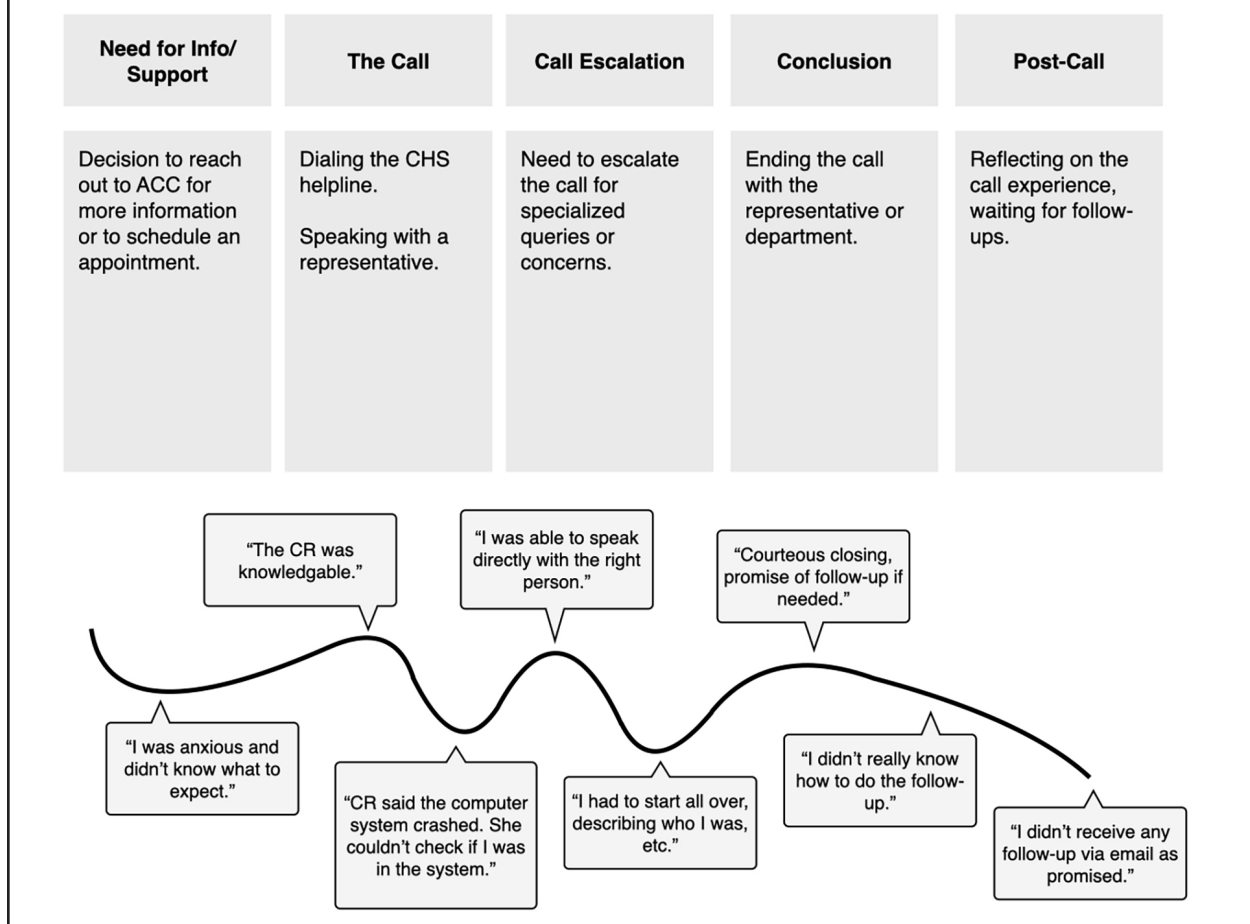 Need for Info/
Support
The Call
Call Escalation
Conclusion
Post-Call
Decision to reach
out to ACC for
more information
or to schedule an
appointment.
Dialing the CHS
helpline.
Speaking with a
representative.
Need to escalate
the call for
specialized
queries or
concerns.
Ending the call
with the
representative or
department.
Reflecting on the
call experience,
waiting for follow-
ups.
“The CR was
knowledgable.”
“I was able to speak
directly with the right
person.”
“Courteous closing,
promise of follow-up if
needed.”
“I was anxious and
didn’t know what to
expect.”
“CR said the computer
system crashed. She
couldn’t check if I was
in the system.”
“I had to start all over,
describing who I was,
etc.”
“I didn’t really know
how to do the follow-
up.”
“I didn’t receive any
follow-up via email as
promised.”